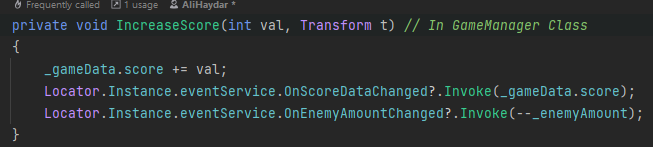 Frequently called 1 usage AliHaydar *
private void IncreaseScore(int val, Transform t) // In GameManager Class
{
_gameData.score += val;
Locator.Instance.eventService.OnScoreDataChanged?.Invoke(_gameData.score);
Locator.Instance.eventService.OnEnemyAmountChanged?.Invoke(--_enemyAmount);
}